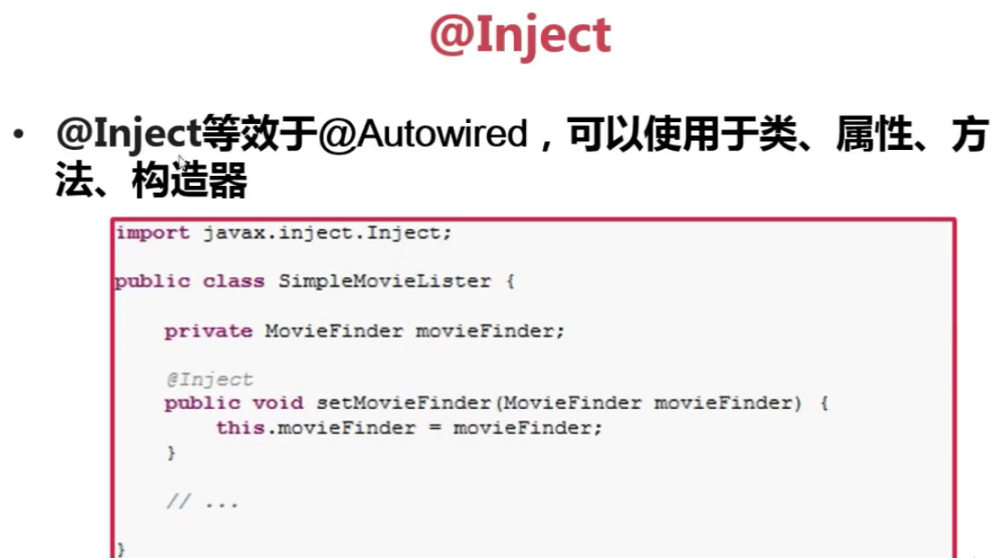 @Inject
• @Inject等效于@Autowired，可以使用于类、属性、方
法、构造器
import javax.inject.Inject;
public class SimpleMovieLister {
private MovieFinder movieFinder;
@Inject
public void setMovieFinder(MovieFinder movieFinder) {
this.movieFinder = movieFinder;
}
// ...
}